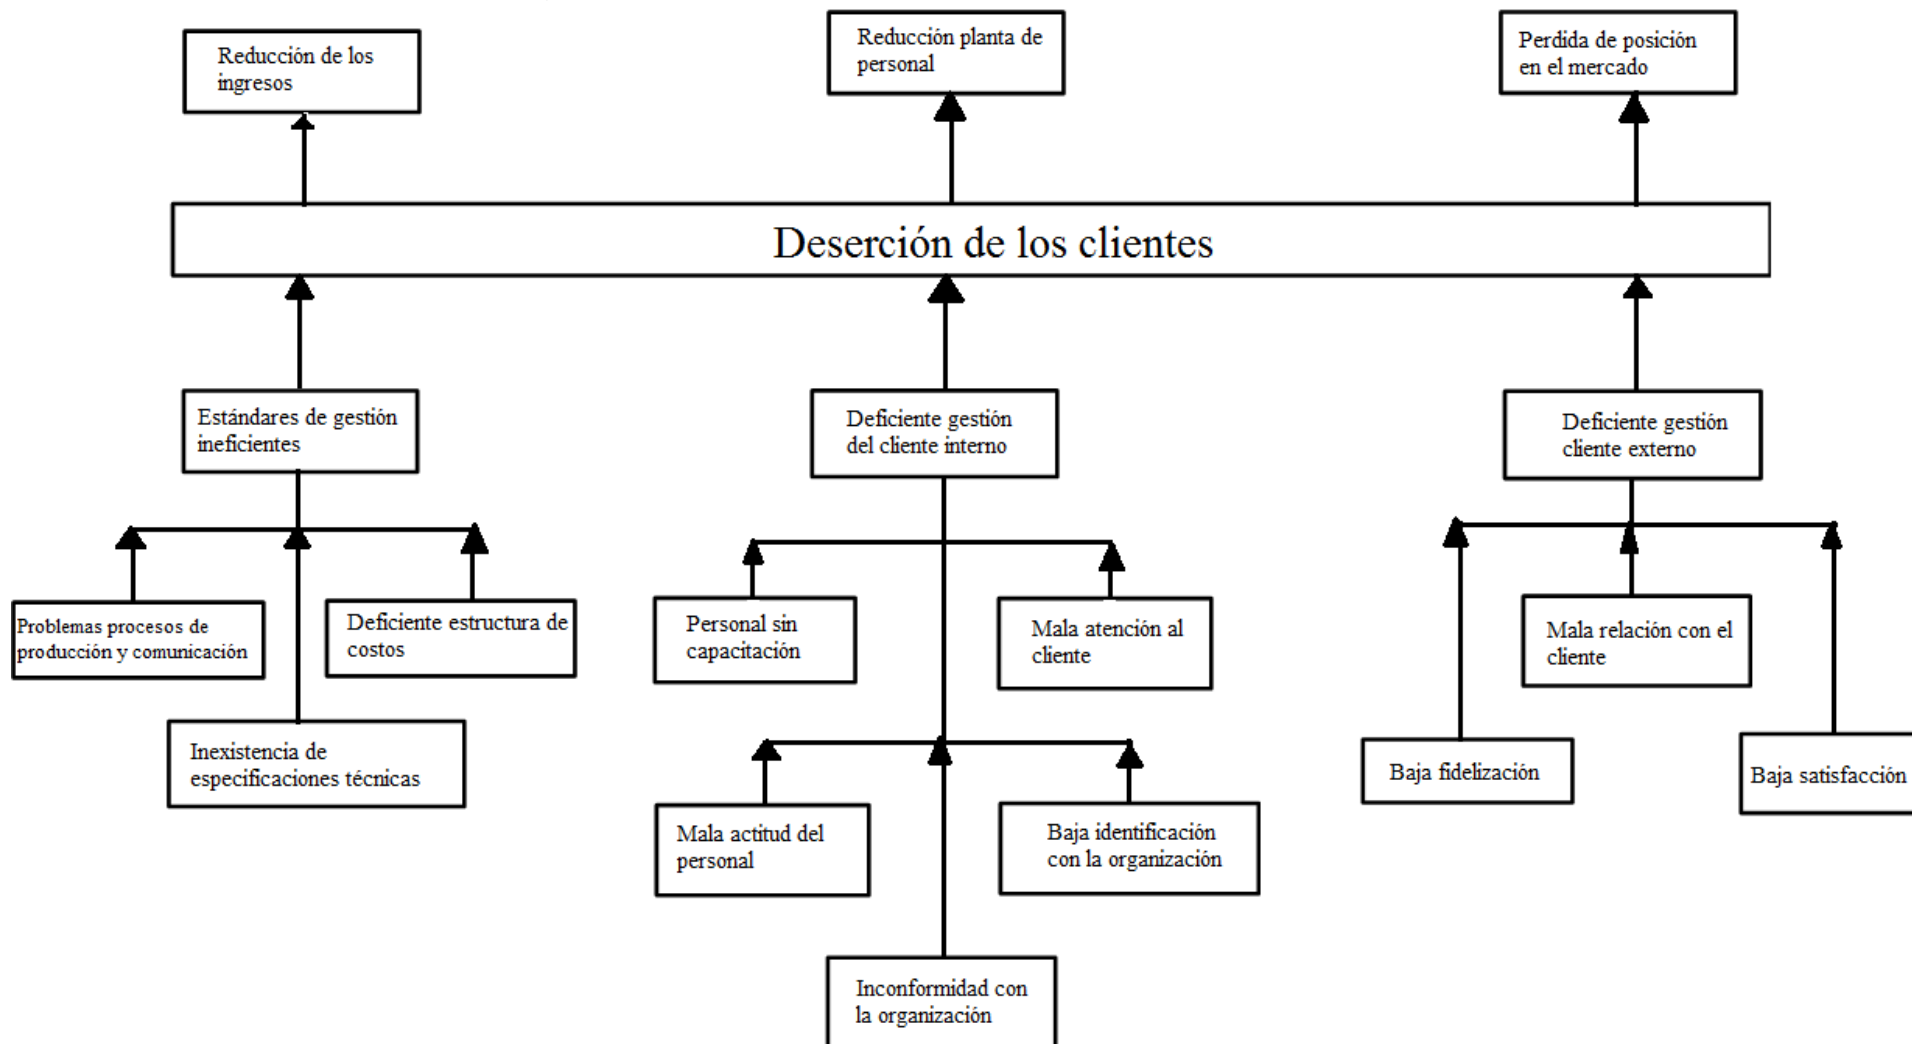 Reducción de los
ingresos
Reducción planta de
personal
Perdida de posición
en el mercado
Deserción de los clientes
Estándares de gestión
ineficientes
Deficiente gestión
del cliente interno
Deficiente gestión
cliente externo
Problemas procesos de
producción y comunicación
Deficiente estructura de
costos
Inexistencia de
especificaciones técnicas
Personal sin
capacitación
Mala atención al
cliente
Mala relación con el
cliente
Baja fidelización
Baja satisfacción
Mala actitud del
personal
Baja identificación
con la organización
Inconformidad con
la organización